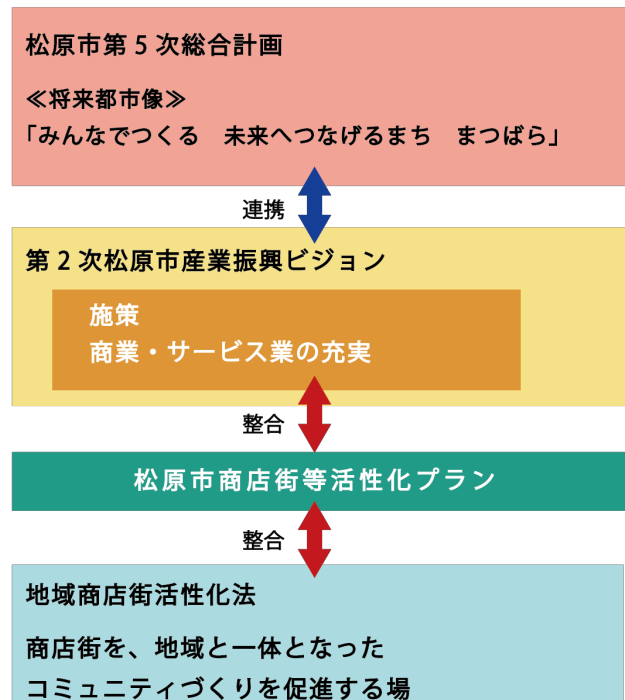 松原市第5次総合計画
≪将来都市像≫
「みんなでつくる　未来へつなげるまち　まつばら」
連携
第2次松原市産業振興ビジョン
施策
商業・サービス業の充実
整合
松原市商店街等活性化プラン
整合
地域商店街活性化法
商店街を、地域と一体となった
コミュニティづくりを促進する場